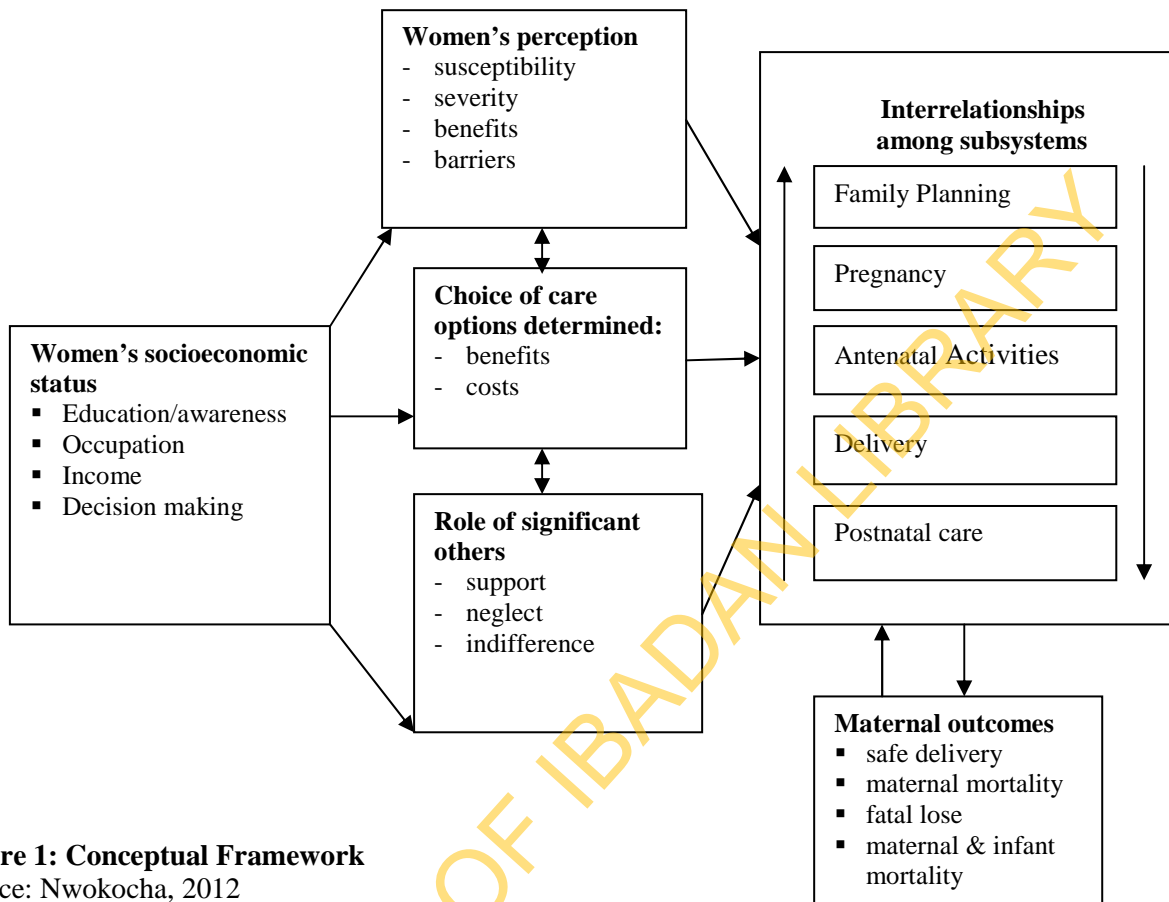 Women's perception
- susceptibility
- severity
- benefits
- barriers
Interrelationships
among subsystems
Family Planning
Pregnancy
Antenatal Activities
Delivery
Postnatal care
Choice of care
options determined:
- benefits
- costs
Women's socioeconomic
status
▪ Education/awareness
▪ Occupation
▪ Income
▪ Decision making
Role of significant
others
- support
- neglect
- indifference
Maternal outcomes
▪ safe delivery
▪ maternal mortality
▪ fatal lose
▪ maternal & infant
mortality
re 1: Conceptual Framework
ce: Nwokocha, 2012
OF IBADAN LIBRARY